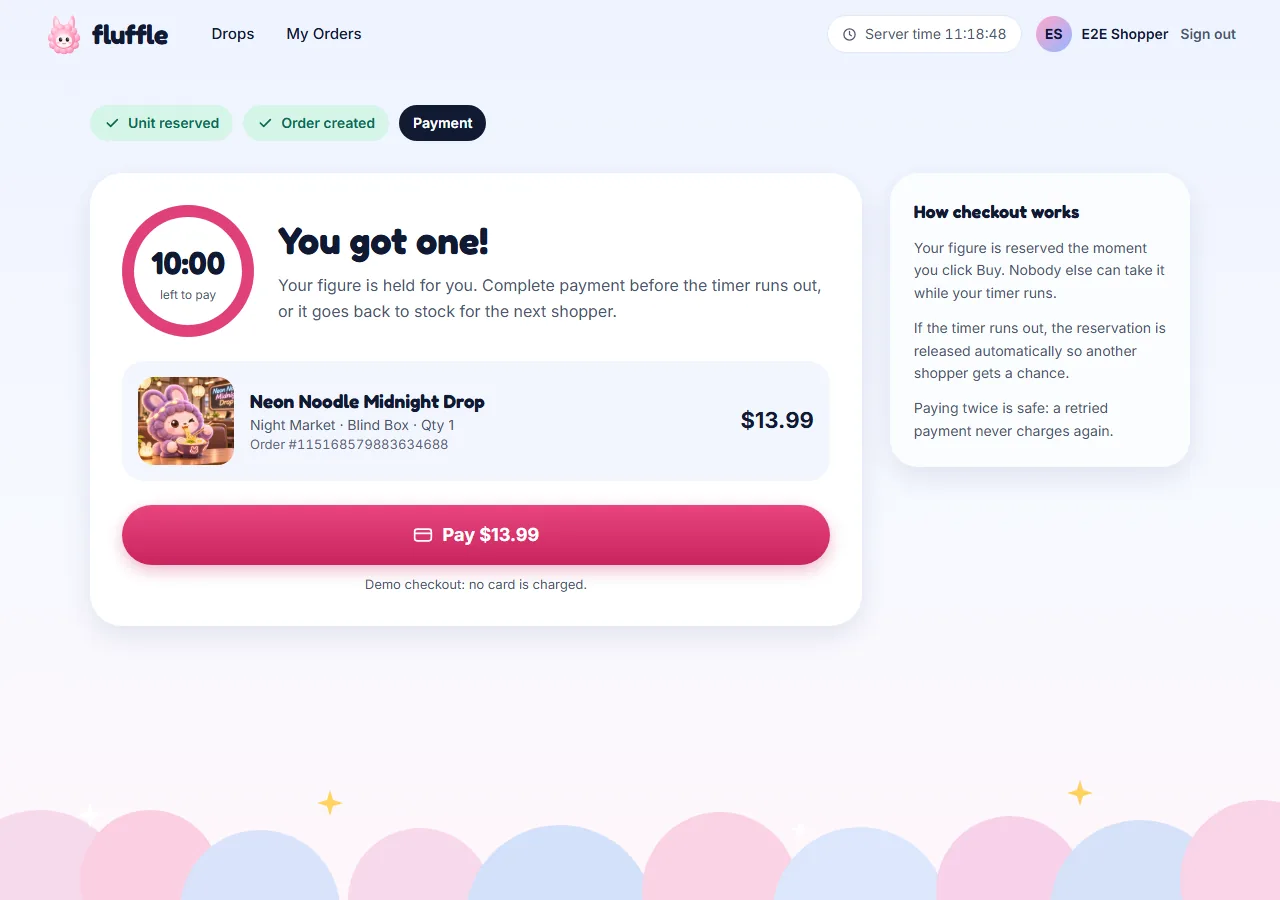 fluffle
Drops
My Orders
Server time 11:18:48
ES
E2E Shopper
Sign out
Unit reserved
Order created
Payment
10:00
left to pay
You got one!
Your figure is held for you. Complete payment before the timer runs out,
or it goes back to stock for the next shopper.
Neon Noodle Midnight Drop
Night Market · Blind Box · Qty 1
Order #115168579883634688
$13.99
Pay $13.99
Demo checkout: no card is charged.
How checkout works
Your figure is reserved the moment
you click Buy. Nobody else can take it
while your timer runs.
If the timer runs out, the reservation is
released automatically so another
shopper gets a chance.
Paying twice is safe: a retried
payment never charges again.